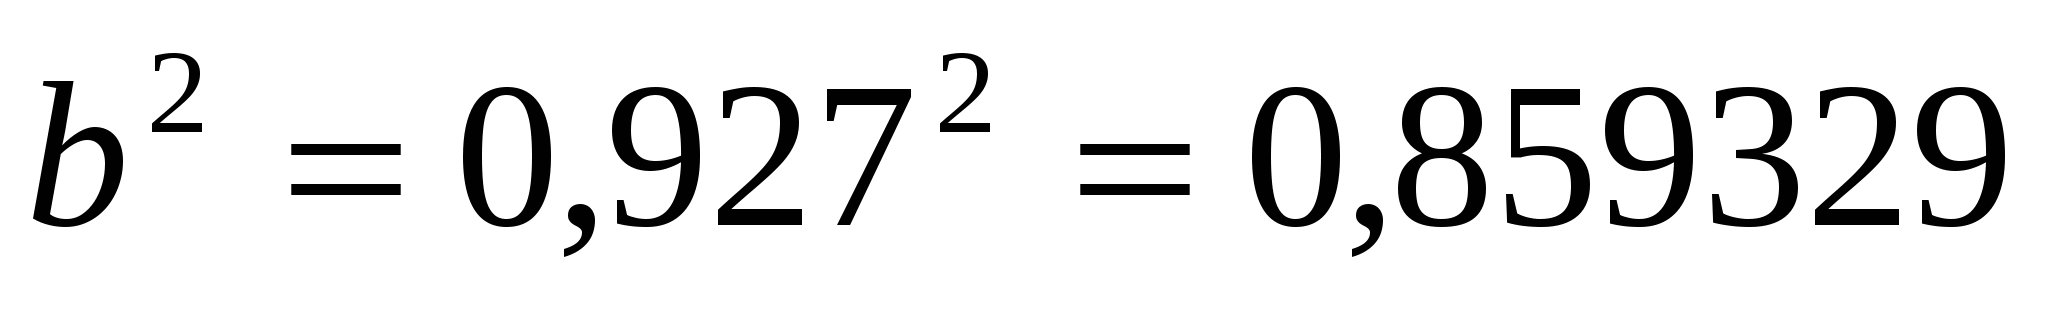 b² = 0,927² = 0,859329